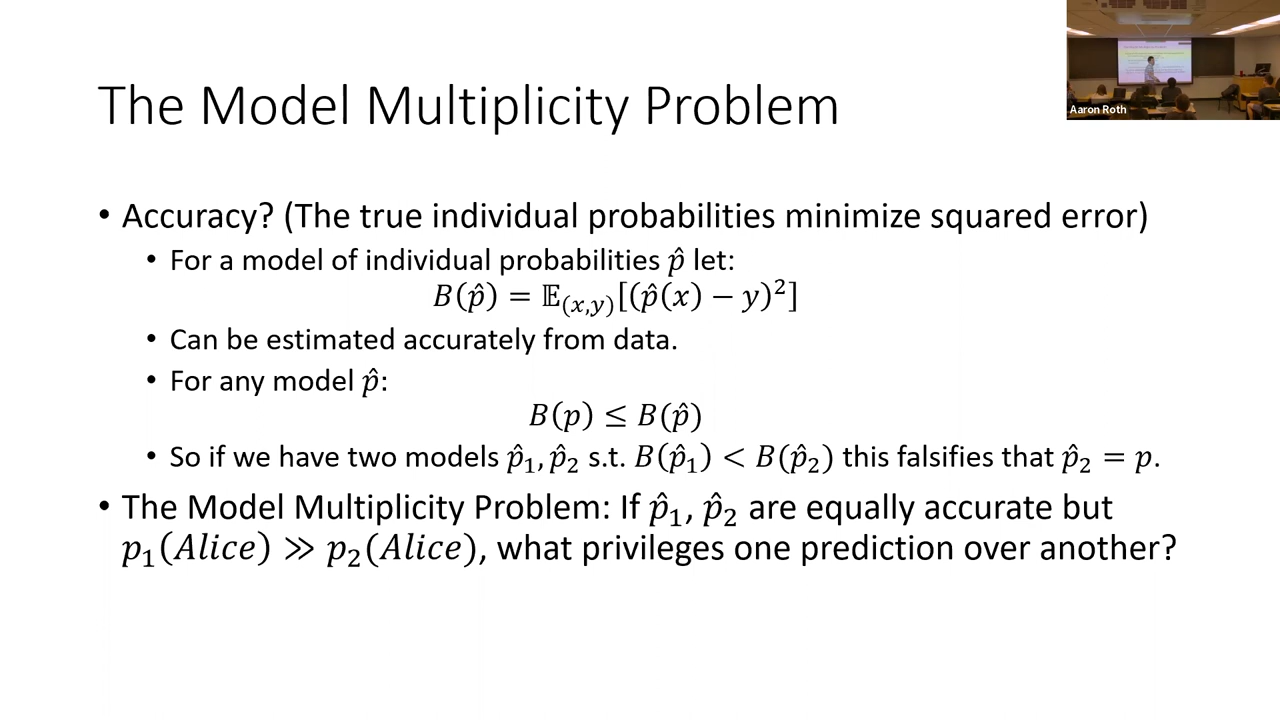 The Model Multiplicity Problem
Aaron Roth
• Accuracy? (The true individual probabilities minimize squared error)
• For a model of individual probabilities p̂ let:
B(p̂) = 𝔼₍ₓ,ᵧ₎[(p̂(x) − y)²]
• Can be estimated accurately from data.
• For any model p̂:
B(p) ≤ B(p̂)
• So if we have two models p̂₁, p̂₂ s.t. B(p̂₁) < B(p̂₂) this falsifies that p̂₂ = p.
• The Model Multiplicity Problem: If p̂₁, p̂₂ are equally accurate but
p₁(Alice) ≫ p₂(Alice), what privileges one prediction over another?